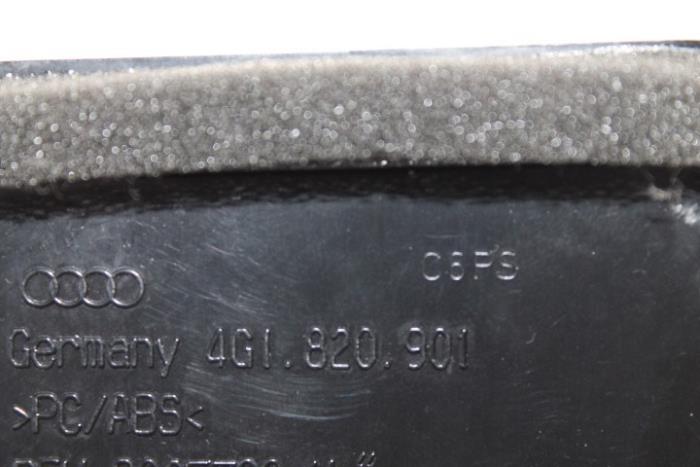 C6PS
Germany 4G1.820.901
>PC/ABS<